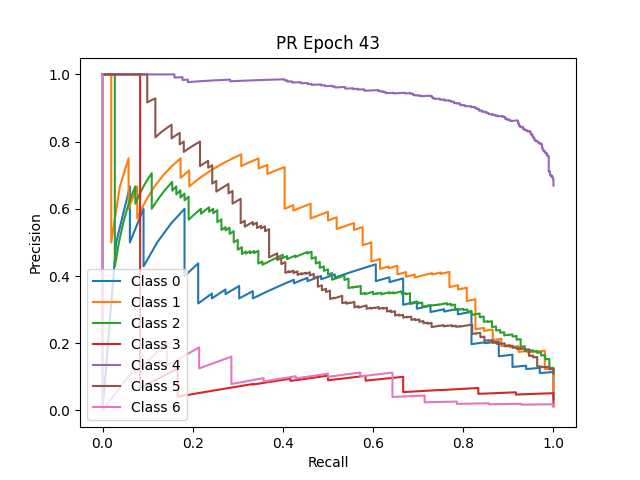 PR Epoch 43
Precision
1.0
0.8
0.6
0.4
0.2
0.0
Class 0
Class 1
Class 2
Class 3
Class 4
Class 5
Class 6
0.0 0.2 0.4 0.6 0.8 1.0
Recall